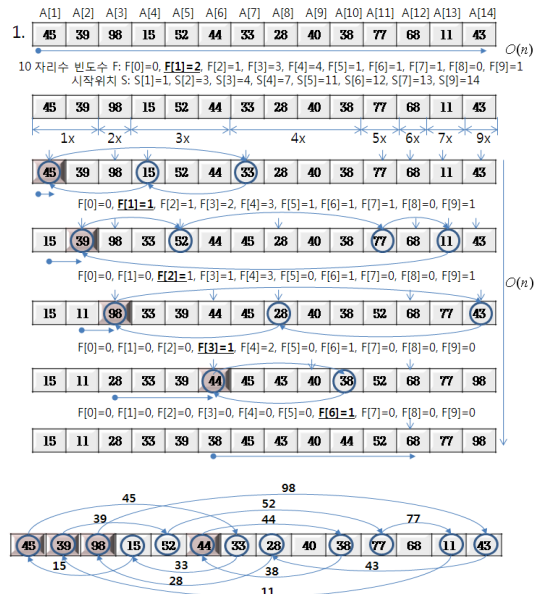 A[1] A[2] A[3] A[4] A[5] A[6] A[7] A[8] A[9] A[10] A[11] A[12] A[13] A[14]
1. 45 39 98 15 52 44 33 28 40 38 77 68 11 43
O(n)
10 자리수 빈도수 F: F[0]=0, F[1]=2, F[2]=1, F[3]=3, F[4]=4, F[5]=1, F[6]=1, F[7]=1, F[8]=0, F[9]=1
시작위치 S: S[1]=1, S[2]=3, S[3]=4, S[4]=7, S[5]=11, S[6]=12, S[7]=13, S[9]=14
45 39 98 15 52 44 33 28 40 38 77 68 11 43
1x 2x 3x 4x 5x 6x 7x 9x
45 39 98 15 52 44 33 28 40 38 77 68 11 43
F[0]=0, F[1]=1, F[2]=1, F[3]=2, F[4]=3, F[5]=1, F[6]=1, F[7]=1, F[8]=0, F[9]=1
15 39 98 33 52 44 45 28 40 38 77 68 11 43
F[0]=0, F[1]=0, F[2]=1, F[3]=1, F[4]=3, F[5]=0, F[6]=1, F[7]=0, F[8]=0, F[9]=1
O(n)
15 11 98 33 39 44 45 28 40 38 52 68 77 43
F[0]=0, F[1]=0, F[2]=0, F[3]=1, F[4]=2, F[5]=0, F[6]=1, F[7]=0, F[8]=0, F[9]=0
15 11 28 33 39 44 45 43 40 38 52 68 77 98
F[0]=0, F[1]=0, F[2]=0, F[3]=0, F[4]=0, F[5]=0, F[6]=1, F[7]=0, F[8]=0, F[9]=0
15 11 28 33 39 38 45 43 40 44 52 68 77 98
98
45
52
39 44 77
45 39 98 15 52 44 33 28 40 38 77 68 11 43
15 33 38 43
28
11